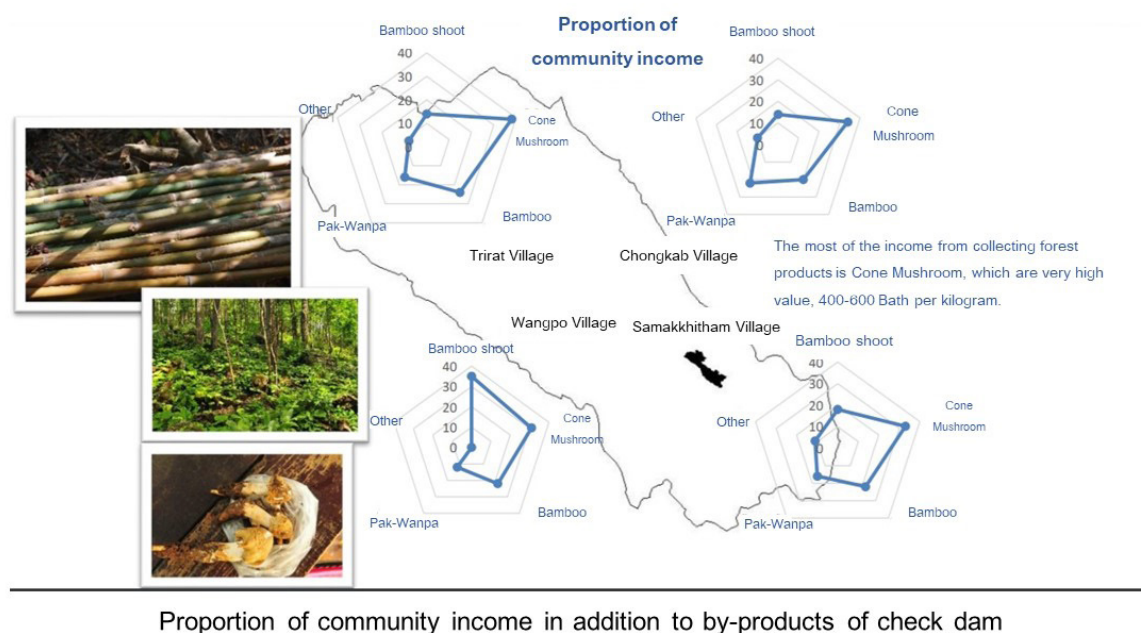 Proportion of
community income
Bamboo shoot
40
30
20
10
0
Other
Cone
Mushroom
Pak-Wanpa
Bamboo
Trirat Village
Bamboo shoot
40
30
20
10
0
Other
Cone
Mushroom
Pak-Wanpa
Bamboo
Chongkab Village
The most of the income from collecting forest
products is Cone Mushroom, which are very high
value, 400-600 Bath per kilogram.
Wangpo Village
Bamboo shoot
40
30
20
10
0
Other
Cone
Mushroom
Pak-Wanpa
Bamboo
Samakkhitham Village
Bamboo shoot
40
30
20
10
0
Other
Cone
Mushroom
Pak-Wanpa
Bamboo
Proportion of community income in addition to by-products of check dam